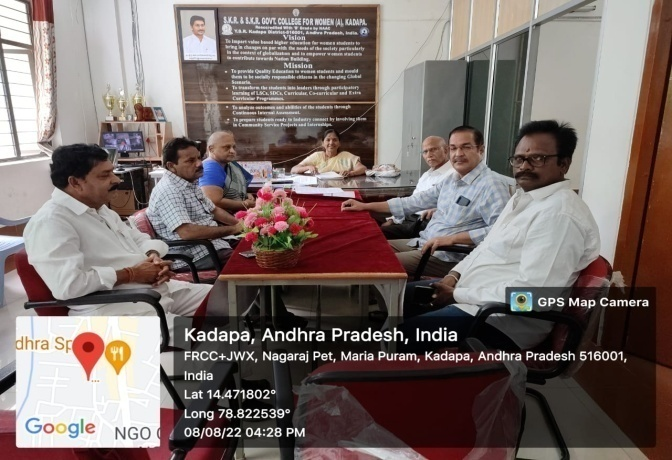 S.K.R. & S.K.R. GOVT. COLLEGE FOR WOMEN (A), KADAPA.
Y.S.R. Kadapa District-516001, Andhra Pradesh, India.
Vision
To impart value based higher education for women students to
bring in changes on par with the needs of the society particularly
in the context of globalization and to empower women students
to contribute towards Nation Building.
Mission
To provide Quality Education to women students and mould
them to be socially responsible citizens in the changing Global
Scenario.
To transform the students into leaders through participatory
learning of LSCs, SDCs, Curricular, Co-curricular and Extra
Curricular Programmes.
To analyse outcomes and abilities of the students through
Continuous Internal Assessment.
To prepare students ready to Industry connect by involving them
in Community Service Projects and Internships.
GPS Map Camera
dhra Sp
Google
NGO
Kadapa, Andhra Pradesh, India
FRCC+JWX, Nagaraj Pet, Maria Puram, Kadapa, Andhra Pradesh 516001,
India
Lat 14.471802°
Long 78.822539°
08/08/22 04:28 PM